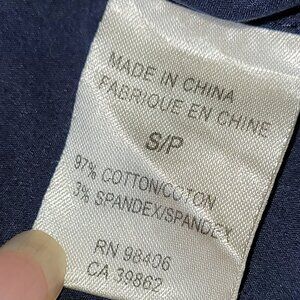 MADE IN CHINA
FABRIQUE EN CHINE
S/P
97% COTTON/COTON
3% SPANDEX/SPANDEX
RN 98406
CA 39862